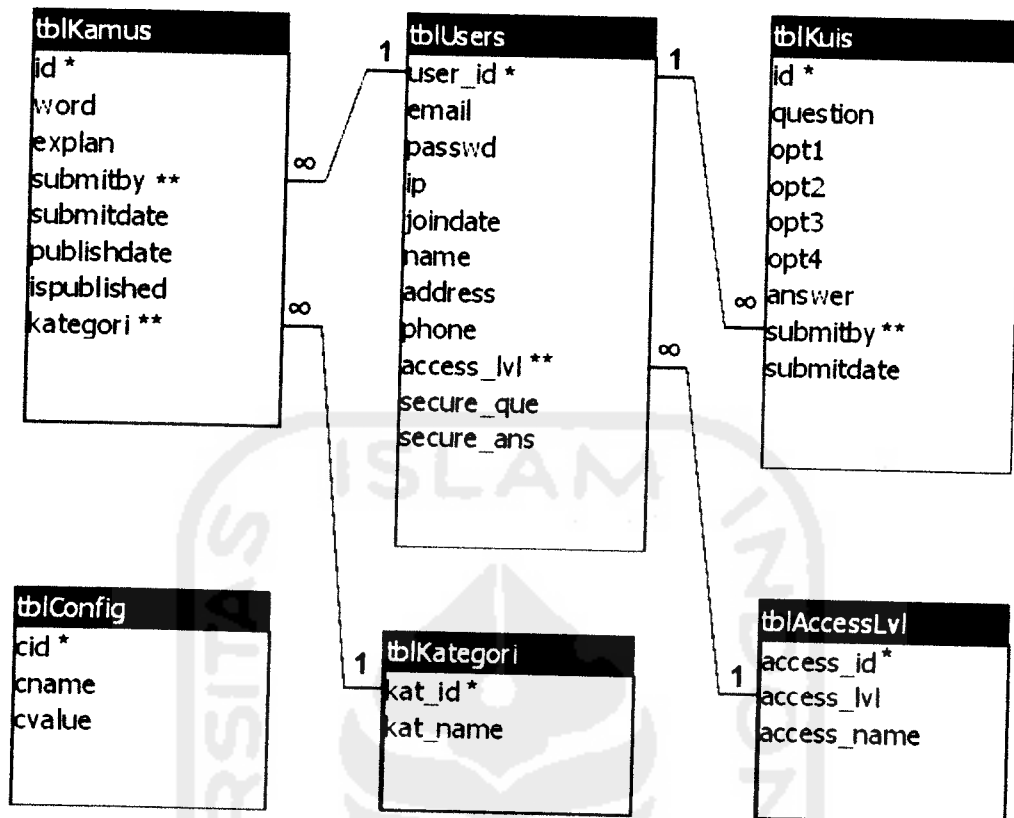 tblKamus
id *
word
explan
submitby **
submitdate
publishdate
ispublished
kategori **
1
∞
∞
tblUsers
user_id *
email
passwd
ip
joindate
name
address
phone
access_lvl **
secure_que
secure_ans
1
∞
∞
tblKuis
id *
question
opt1
opt2
opt3
opt4
answer
submitby **
submitdate
ISLAM
tblConfig
cid *
cname
cvalue
1
tblKategori
kat_id *
kat_name
1
tblAccessLvl
access_id *
access_lvl
access_name